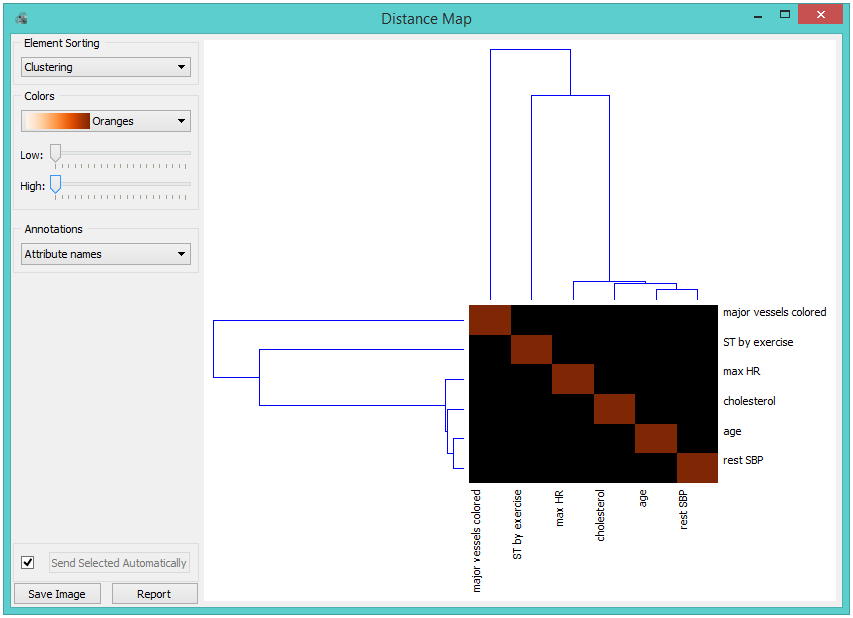 Distance Map
Element Sorting
Clustering
Colors
Oranges
Low:
High:
Annotations
Attribute names
Send Selected Automatically
Save Image
Report
major vessels colored
ST by exercise
max HR
cholesterol
age
rest SBP
major vessels colored
ST by exercise
max HR
cholesterol
age
rest SBP